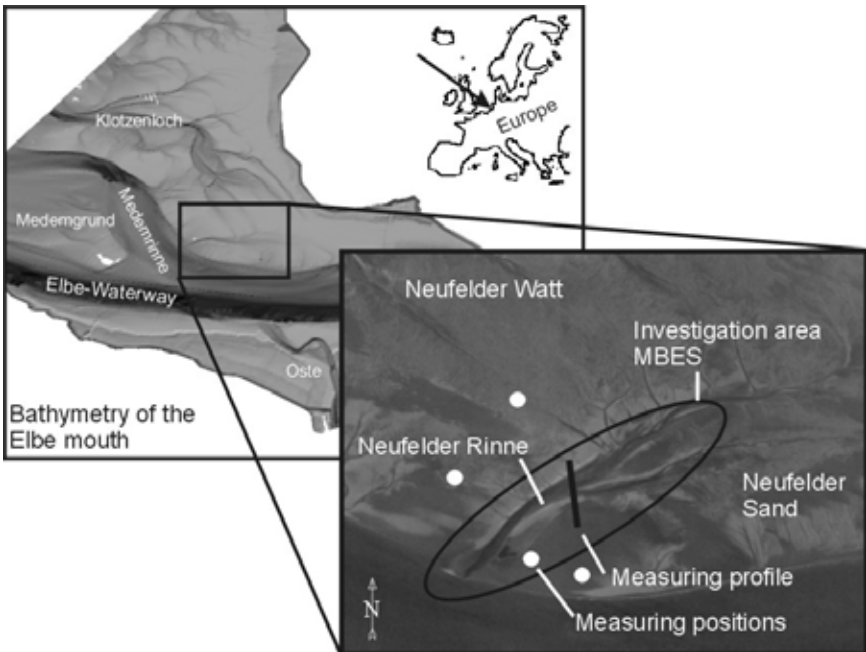 Klotzenloch
Europe
Medemgrund
Medemrinne
Elbe-Waterway
Oste
Bathymetry of the
Elbe mouth
Neufelder Watt
Investigation area
MBES
Neufelder Rinne
Neufelder
Sand
Measuring profile
Measuring positions
N